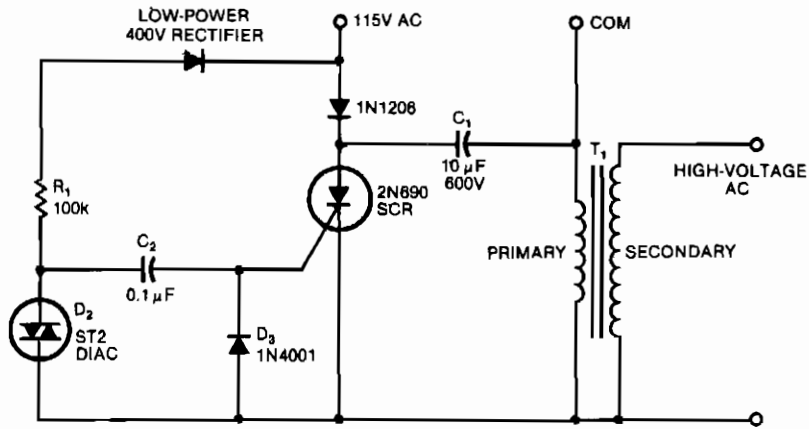 LOW-POWER
400V RECTIFIER
115V AC
COM
1N1206
C1
10 µF
600V
T1
HIGH-VOLTAGE
AC
R1
100k
2N690
SCR
C2
0.1 µF
PRIMARY
SECONDARY
D2
ST2
DIAC
D3
1N4001